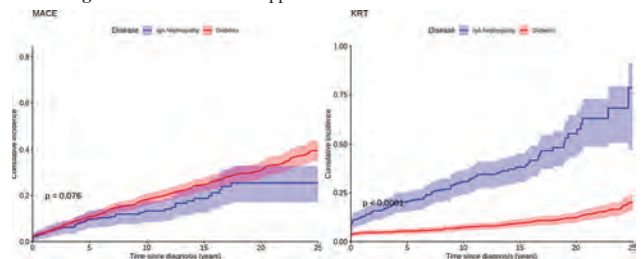 MACE
KRT
Disease IgA Nephropathy Diabetes
Disease IgA Nephropathy Diabetes
Cumulative incidence
0.8
0.6
0.4
0.2
0.0
p = 0.076
0 5 10 15 20 25
Time since diagnosis (years)
Cumulative incidence
1.00
0.75
0.50
0.25
0.00
p < 0.0001
0 5 10 15 20 25
Time since diagnosis (years)